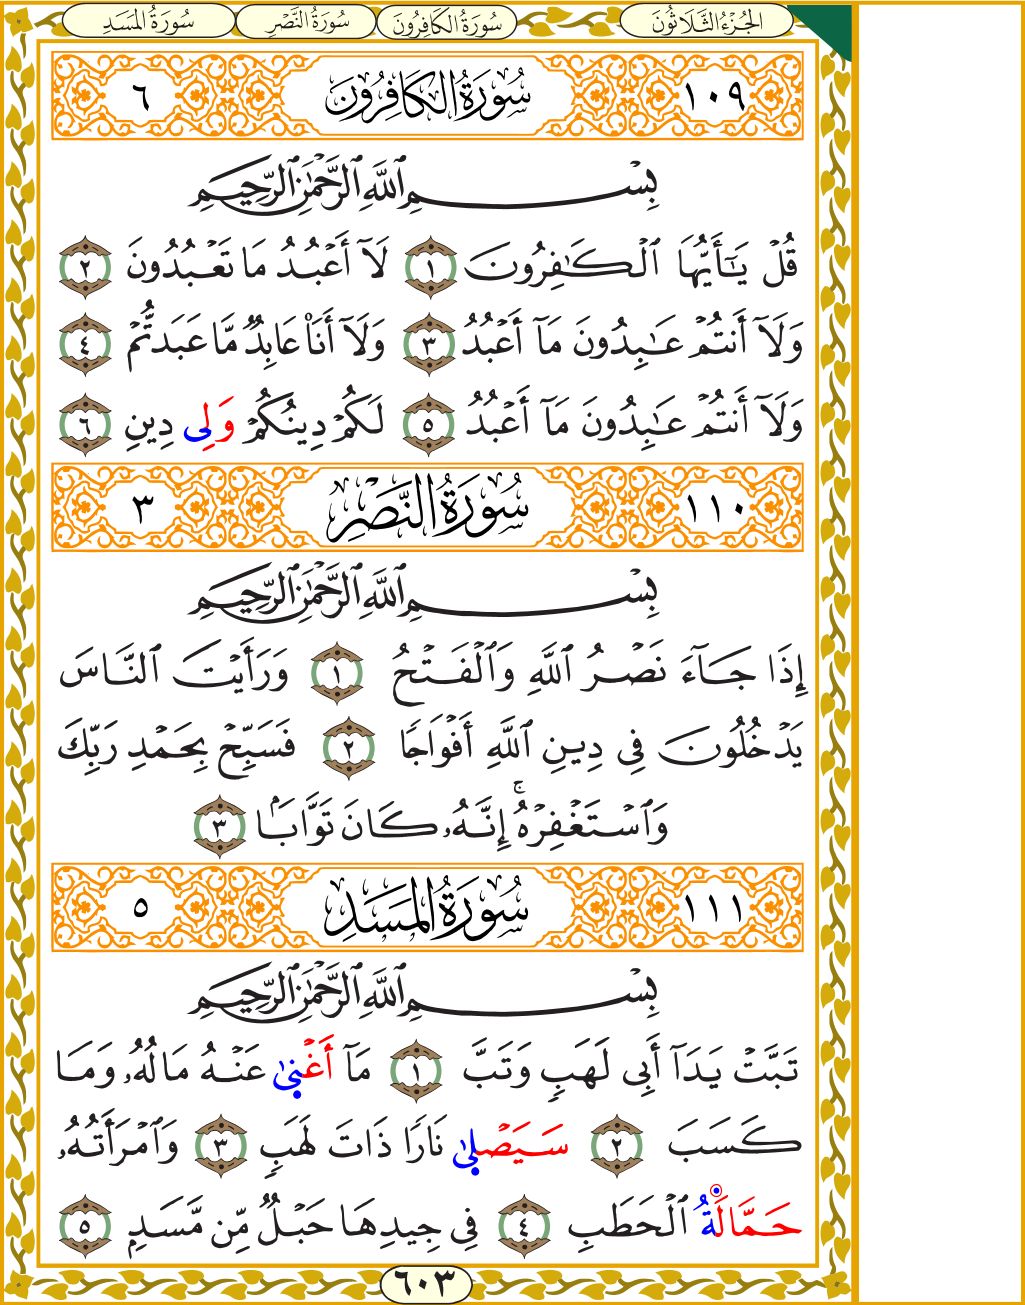 الجُزْءُ الثَّلَاثُونَ سُورَةُ الكَافِرُونَ سُورَةُ النَّصْرِ سُورَةُ المَسَدِ
١٠٩ سُورَةُ الكَافِرُونَ ٦
بِسْمِ اللَّهِ الرَّحْمَٰنِ الرَّحِيمِ
قُلْ يَـٰٓأَيُّهَا ٱلْكَـٰفِرُونَ ١ لَآ أَعْبُدُ مَا تَعْبُدُونَ ٢
وَلَآ أَنتُمْ عَـٰبِدُونَ مَآ أَعْبُدُ ٣ وَلَآ أَنَا۠ عَابِدٌ مَّا عَبَدتُّمْ ٤
وَلَآ أَنتُمْ عَـٰبِدُونَ مَآ أَعْبُدُ ٥ لَكُمْ دِينُكُمْ وَلِى دِينِ ٦
١١٠ سُورَةُ النَّصْرِ ٣
بِسْمِ اللَّهِ الرَّحْمَٰنِ الرَّحِيمِ
إِذَا جَآءَ نَصْرُ ٱللَّهِ وَٱلْفَتْحُ ١ وَرَأَيْتَ ٱلنَّاسَ
يَدْخُلُونَ فِى دِينِ ٱللَّهِ أَفْوَاجًا ٢ فَسَبِّحْ بِحَمْدِ رَبِّكَ
وَٱسْتَغْفِرْهُ ۚ إِنَّهُۥ كَانَ تَوَّابًۢا ٣
١١١ سُورَةُ المَسَدِ ٥
بِسْمِ اللَّهِ الرَّحْمَٰنِ الرَّحِيمِ
تَبَّتْ يَدَآ أَبِى لَهَبٍ وَتَبَّ ١ مَآ أَغْنىٰ عَنْهُ مَالُهُۥ وَمَا
كَسَبَ ٢ سَيَصْلىٰ نَارًا ذَاتَ لَهَبٍ ٣ وَٱمْرَأَتُهُۥ
حَمَّالَةُ ٱلْحَطَبِ ٤ فِى جِيدِهَا حَبْلٌ مِّن مَّسَدٍۭ ٥
٦٠٣